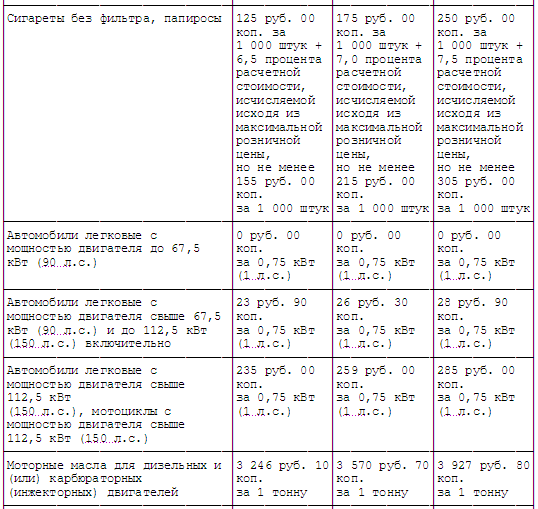 Сигареты без фильтра, папиросы
125 руб. 00
коп. за
1 000 штук +
6,5 процента
расчетной
стоимости,
исчисляемой
исходя из
максимальной
розничной
цены,
но не менее
155 руб. 00
коп.
за 1 000 штук
175 руб. 00
коп. за
1 000 штук +
7,0 процента
расчетной
стоимости,
исчисляемой
исходя из
максимальной
розничной
цены,
но не менее
215 руб. 00
коп.
за 1 000 штук
250 руб. 00
коп. за
1 000 штук +
7,5 процента
расчетной
стоимости,
исчисляемой
исходя из
максимальной
розничной
цены,
но не менее
305 руб. 00
коп.
за 1 000 штук
Автомобили легковые с
мощностью двигателя до 67,5
кВт (90 л.с.)
0 руб. 00
коп.
за 0,75 кВт
(1 л.с.)
0 руб. 00
коп.
за 0,75 кВт
(1 л.с.)
0 руб. 00
коп.
за 0,75 кВт
(1 л.с.)
Автомобили легковые с
мощностью двигателя свыше 67,5
кВт (90 л.с.) и до 112,5 кВт
(150 л.с.) включительно
23 руб. 90
коп.
за 0,75 кВт
(1 л.с.)
26 руб. 30
коп.
за 0,75 кВт
(1 л.с.)
28 руб. 90
коп.
за 0,75 кВт
(1 л.с.)
Автомобили легковые с
мощностью двигателя свыше
112,5 кВт
(150 л.с.), мотоциклы с
мощностью двигателя свыше
112,5 кВт (150 л.с.)
235 руб. 00
коп.
за 0,75 кВт
(1 л.с.)
259 руб. 00
коп.
за 0,75 кВт
(1 л.с.)
285 руб. 00
коп.
за 0,75 кВт
(1 л.с.)
Моторные масла для дизельных и
(или) карбюраторных
(инжекторных) двигателей
3 246 руб. 10
коп.
за 1 тонну
3 570 руб. 70
коп.
за 1 тонну
3 927 руб. 80
коп.
за 1 тонну